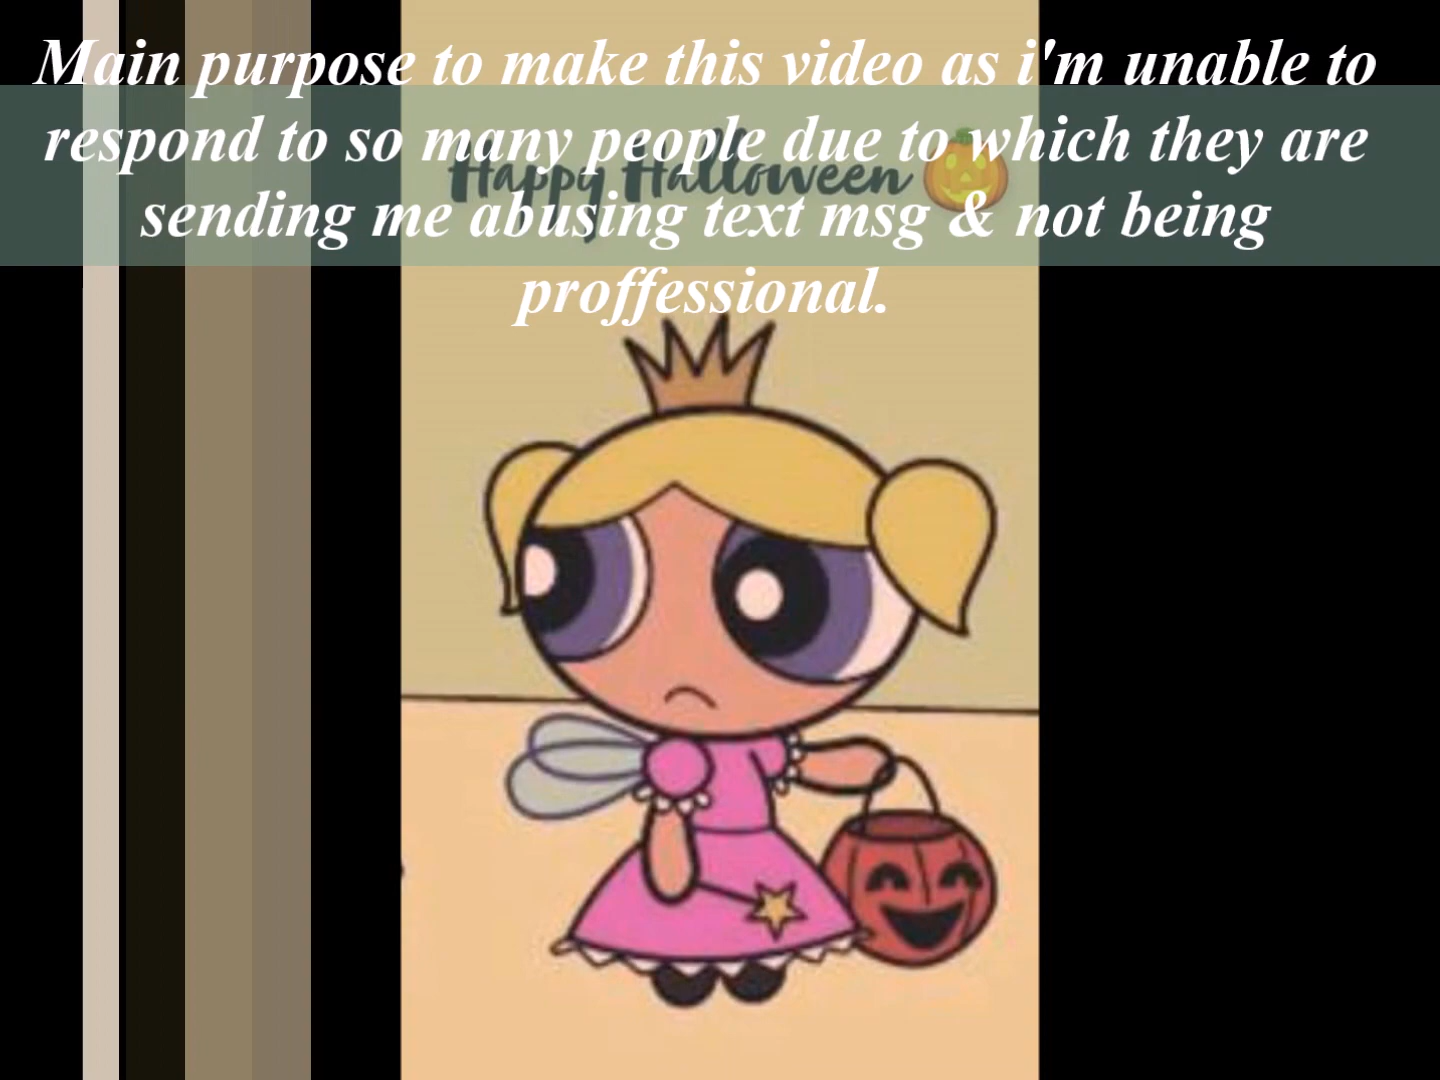 Main purpose to make this video as i'm unable to
respond to so many people due to which they are
Happy Halloween
sending me abusing text msg & not being
proffessional.